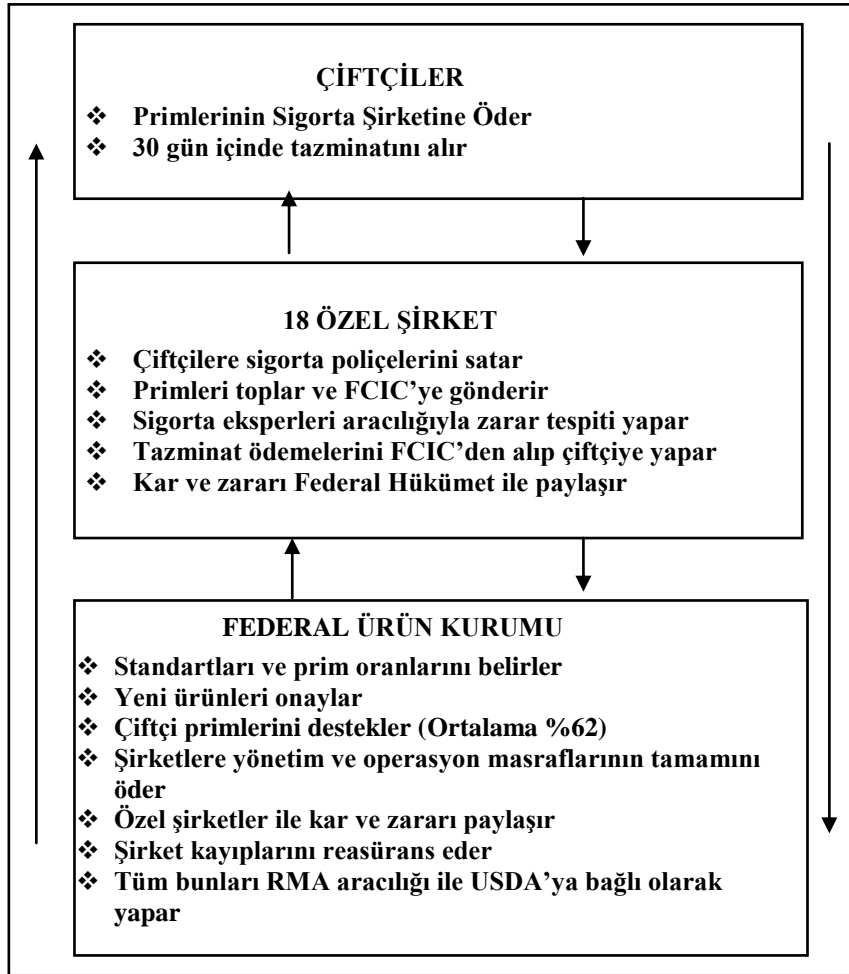 ÇİFTÇİLER
❖ Primlerinin Sigorta Şirketine Öder
❖ 30 gün içinde tazminatını alır
18 ÖZEL ŞİRKET
❖ Çiftçilere sigorta poliçelerini satar
❖ Primleri toplar ve FCIC’ye gönderir
❖ Sigorta eksperleri aracılığıyla zarar tespiti yapar
❖ Tazminat ödemelerini FCIC’den alıp çiftçiye yapar
❖ Kar ve zararı Federal Hükümet ile paylaşır
FEDERAL ÜRÜN KURUMU
❖ Standartları ve prim oranlarını belirler
❖ Yeni ürünleri onaylar
❖ Çiftçi primlerini destekler (Ortalama %62)
❖ Şirketlere yönetim ve operasyon masraflarının tamamını
öder
❖ Özel şirketler ile kar ve zararı paylaşır
❖ Şirket kayıplarını reasürans eder
❖ Tüm bunları RMA aracılığı ile USDA’ya bağlı olarak
yapar